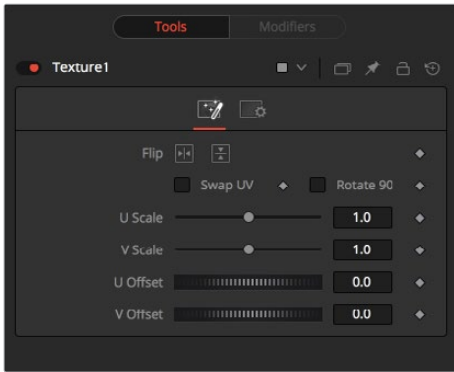 Tools Modifiers
Texture1
Flip
Swap UV Rotate 90
U Scale 1.0
V Scale 1.0
U Offset 0.0
V Offset 0.0